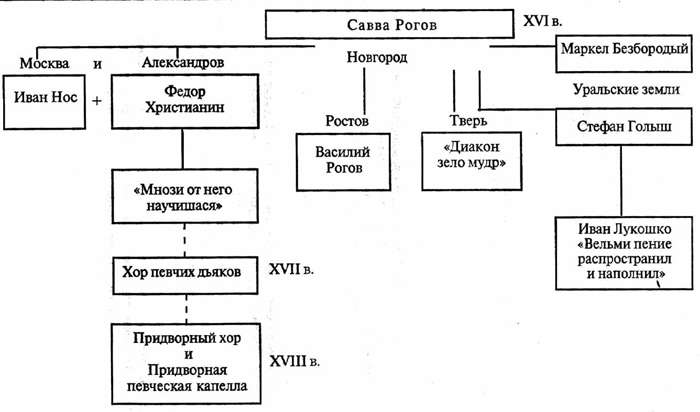 Савва Рогов
XVI в.
Москва и Александров
Новгород
Маркел Безбородый
Иван Нос
+
Федор
Христианин
Уральские земли
Ростов
Тверь
Стефан Голыш
Василий
Рогов
«Диакон
зело мудр»
«Мнози от него
научишася»
Иван Лукошко
«Вельми пение
распространил
и наполнил»
Хор певчих дьяков
XVII в.
Придворный хор
и
Придворная
певческая капелла
XVIII в.